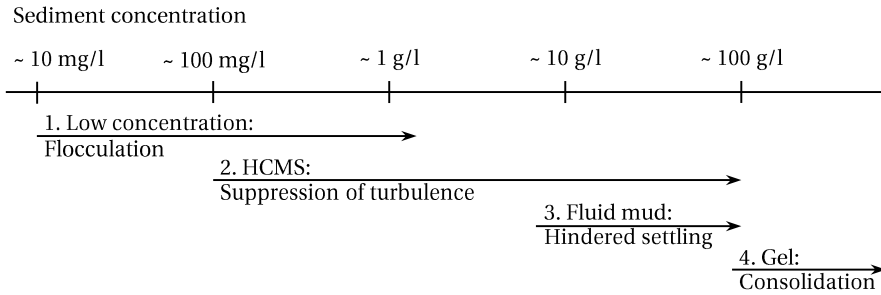 Sediment concentration
~ 10 mg/l ~ 100 mg/l ~ 1 g/l ~ 10 g/l ~ 100 g/l
1. Low concentration:
Flocculation
2. HCMS:
Suppression of turbulence
3. Fluid mud:
Hindered settling
4. Gel:
Consolidation